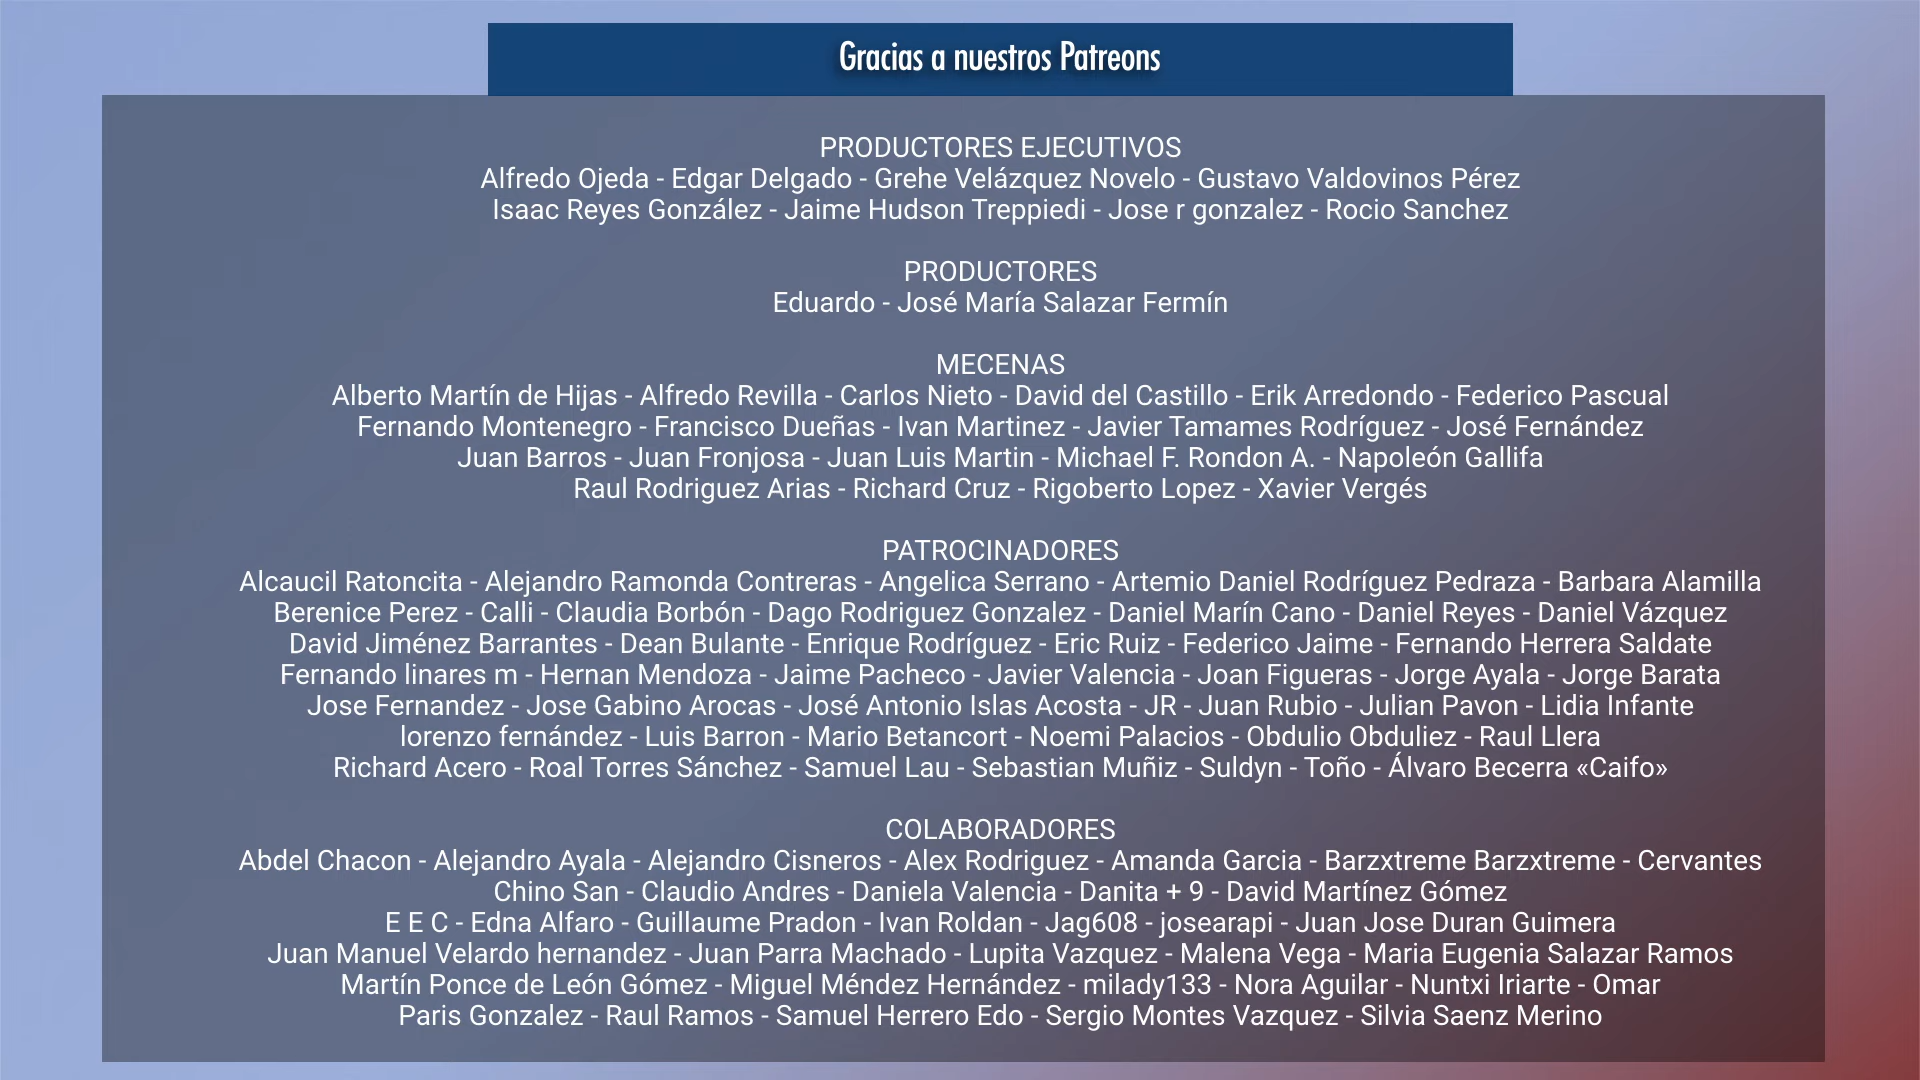 Gracias a nuestros Patreons
PRODUCTORES EJECUTIVOS
Alfredo Ojeda - Edgar Delgado - Grehe Velázquez Novelo - Gustavo Valdovinos Pérez
Isaac Reyes González - Jaime Hudson Treppiedi - Jose r gonzalez - Rocio Sanchez
PRODUCTORES
Eduardo - José María Salazar Fermín
MECENAS
Alberto Martín de Hijas - Alfredo Revilla - Carlos Nieto - David del Castillo - Erik Arredondo - Federico Pascual
Fernando Montenegro - Francisco Dueñas - Ivan Martinez - Javier Tamames Rodríguez - José Fernández
Juan Barros - Juan Fronjosa - Juan Luis Martin - Michael F. Rondon A. - Napoleón Gallifa
Raul Rodriguez Arias - Richard Cruz - Rigoberto Lopez - Xavier Vergés
PATROCINADORES
Alcaucil Ratoncita - Alejandro Ramonda Contreras - Angelica Serrano - Artemio Daniel Rodríguez Pedraza - Barbara Alamilla
Berenice Perez - Calli - Claudia Borbón - Dago Rodriguez Gonzalez - Daniel Marín Cano - Daniel Reyes - Daniel Vázquez
David Jiménez Barrantes - Dean Bulante - Enrique Rodríguez - Eric Ruiz - Federico Jaime - Fernando Herrera Saldate
Fernando linares m - Hernan Mendoza - Jaime Pacheco - Javier Valencia - Joan Figueras - Jorge Ayala - Jorge Barata
Jose Fernandez - Jose Gabino Arocas - José Antonio Islas Acosta - JR - Juan Rubio - Julian Pavon - Lidia Infante
lorenzo fernández - Luis Barron - Mario Betancort - Noemi Palacios - Obdulio Obduliez - Raul Llera
Richard Acero - Roal Torres Sánchez - Samuel Lau - Sebastian Muñiz - Suldyn - Toño - Álvaro Becerra «Caifo»
COLABORADORES
Abdel Chacon - Alejandro Ayala - Alejandro Cisneros - Alex Rodriguez - Amanda Garcia - Barzxtreme Barzxtreme - Cervantes
Chino San - Claudio Andres - Daniela Valencia - Danita + 9 - David Martínez Gómez
E E C - Edna Alfaro - Guillaume Pradon - Ivan Roldan - Jag608 - josearapi - Juan Jose Duran Guimera
Juan Manuel Velardo hernandez - Juan Parra Machado - Lupita Vazquez - Malena Vega - Maria Eugenia Salazar Ramos
Martín Ponce de León Gómez - Miguel Méndez Hernández - milady133 - Nora Aguilar - Nuntxi Iriarte - Omar
Paris Gonzalez - Raul Ramos - Samuel Herrero Edo - Sergio Montes Vazquez - Silvia Saenz Merino